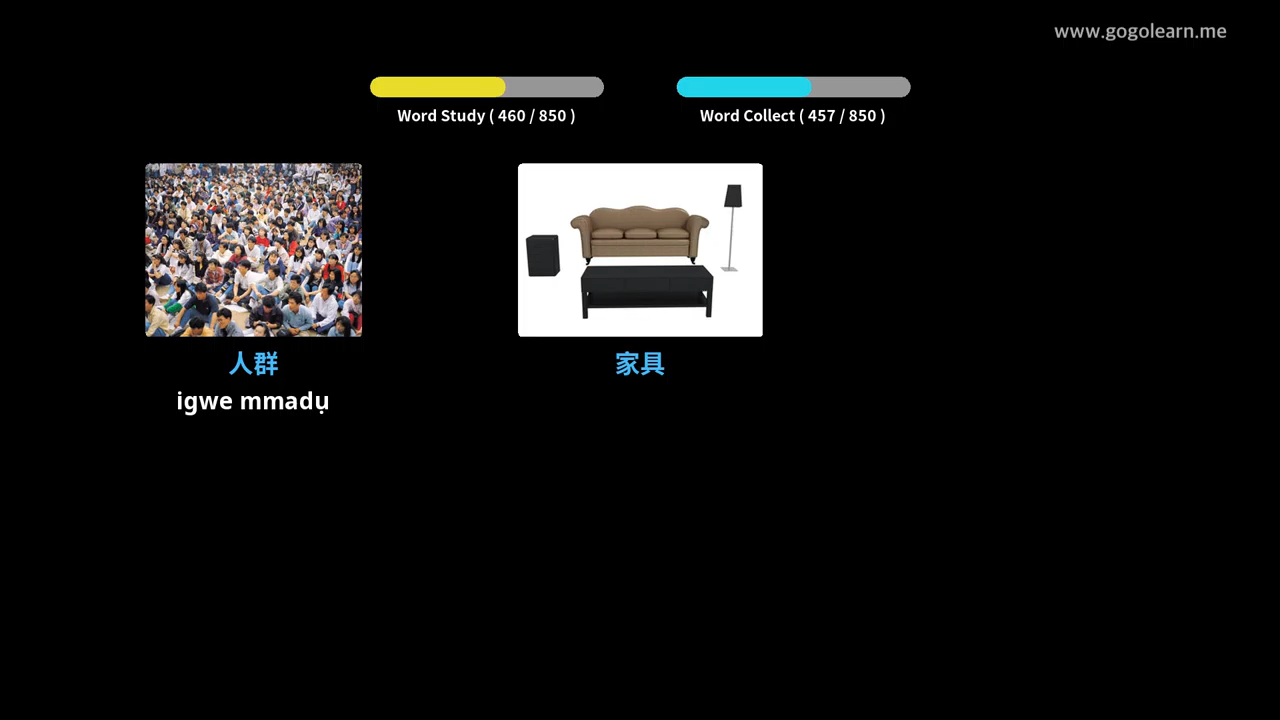 www.gogolearn.me
Word Study ( 460 / 850 )
Word Collect ( 457 / 850 )
人群
igwe mmadụ
家具